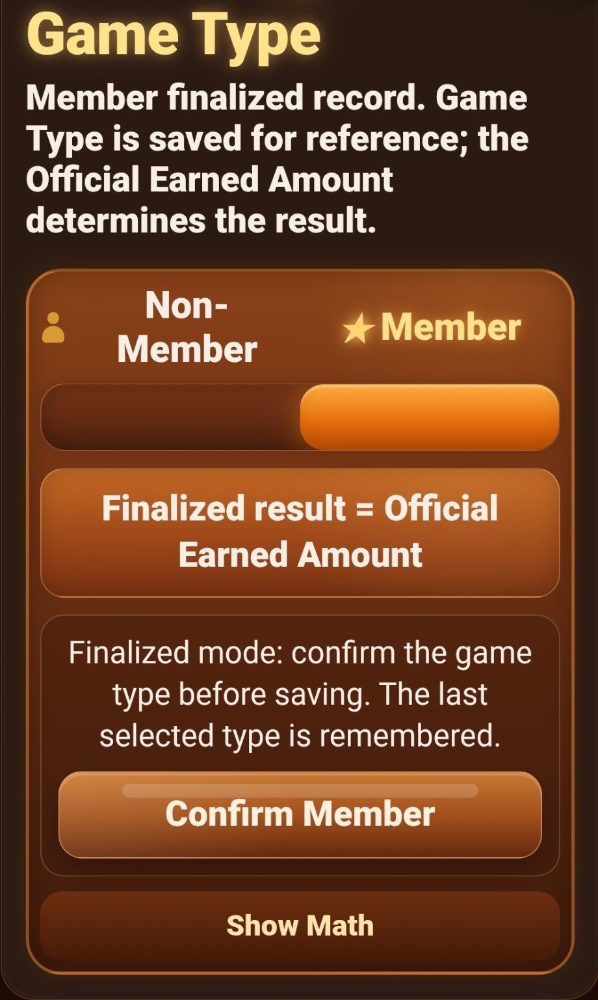 Game Type
Member finalized record. Game
Type is saved for reference; the
Official Earned Amount
determines the result.
Non-
Member
Member
Finalized result = Official
Earned Amount
Finalized mode: confirm the game
type before saving. The last
selected type is remembered.
Confirm Member
Show Math